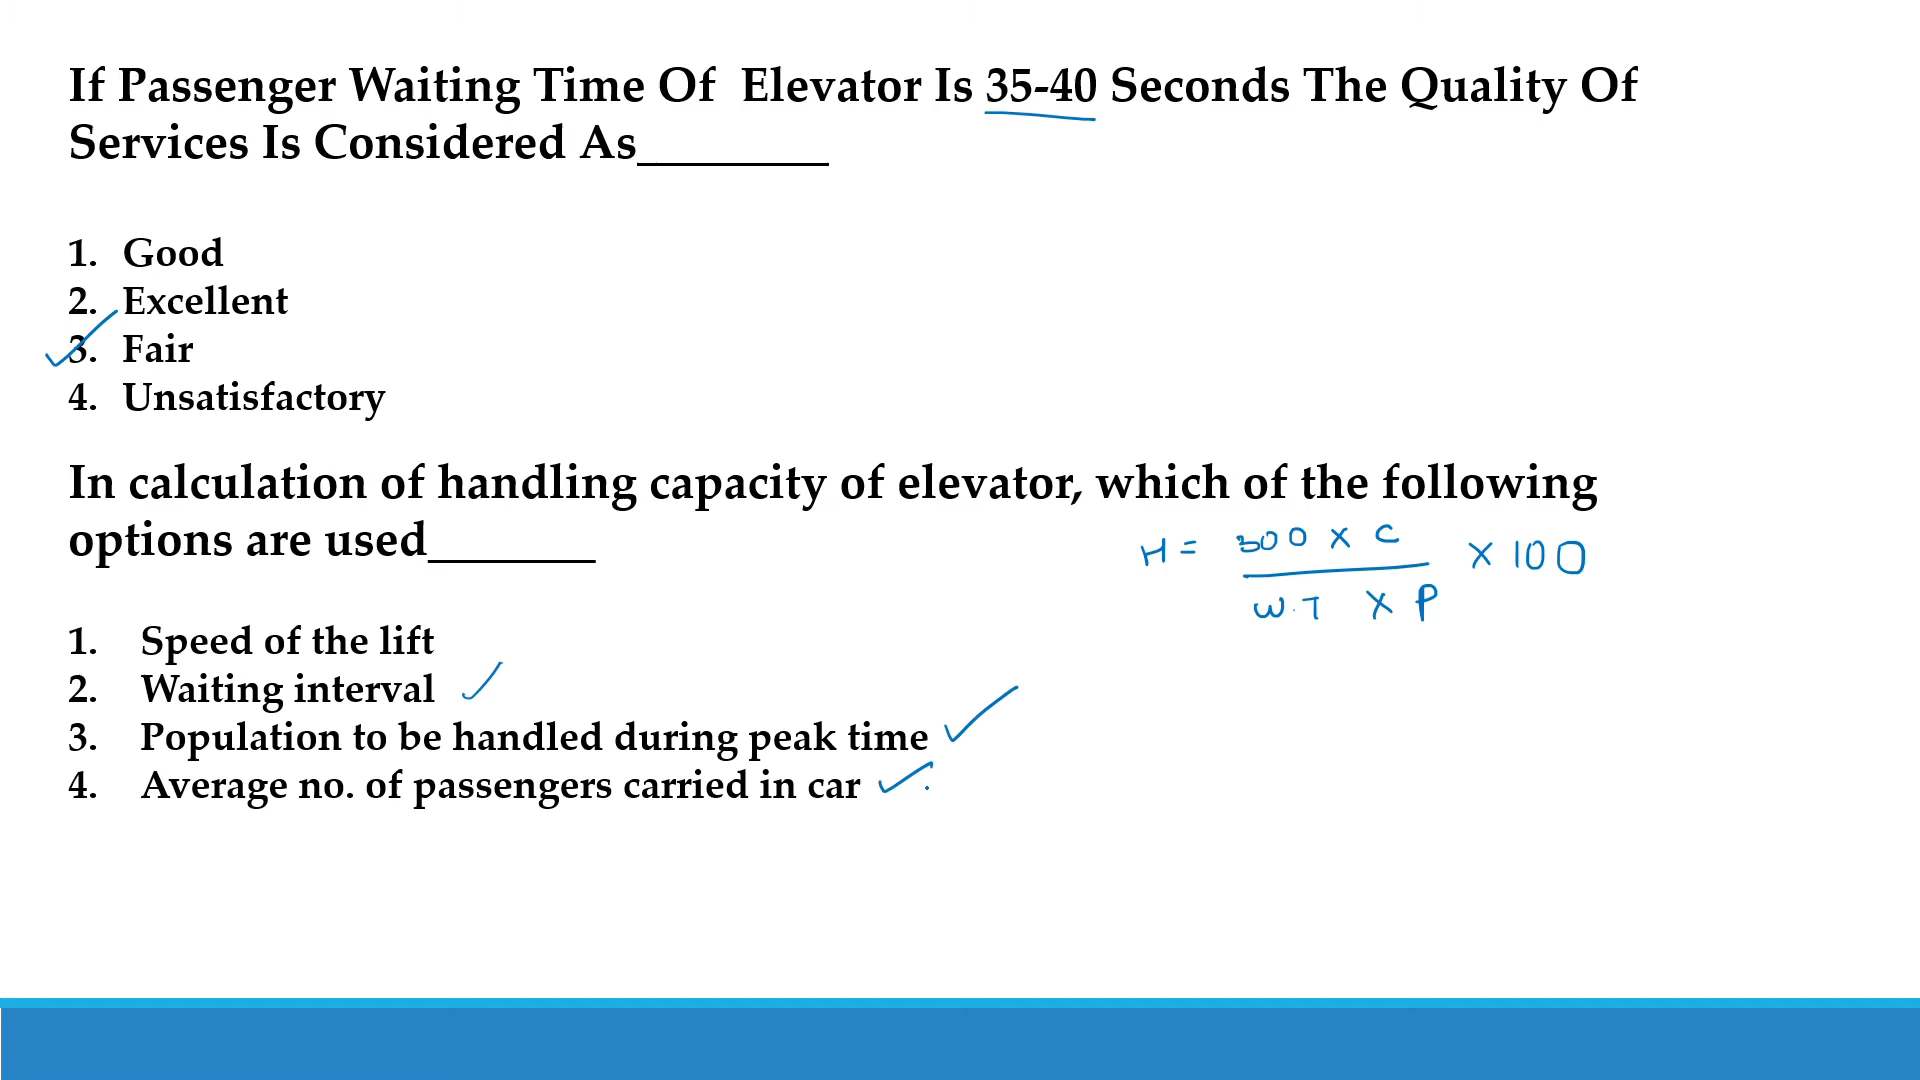 If Passenger Waiting Time Of Elevator Is 35-40 Seconds The Quality Of
Services Is Considered As________
1. Good
2. Excellent
3. Fair
4. Unsatisfactory
In calculation of handling capacity of elevator, which of the following
options are used_______
H = 300 X C X 100
W.T X P
1. Speed of the lift
2. Waiting interval
3. Population to be handled during peak time
4. Average no. of passengers carried in car